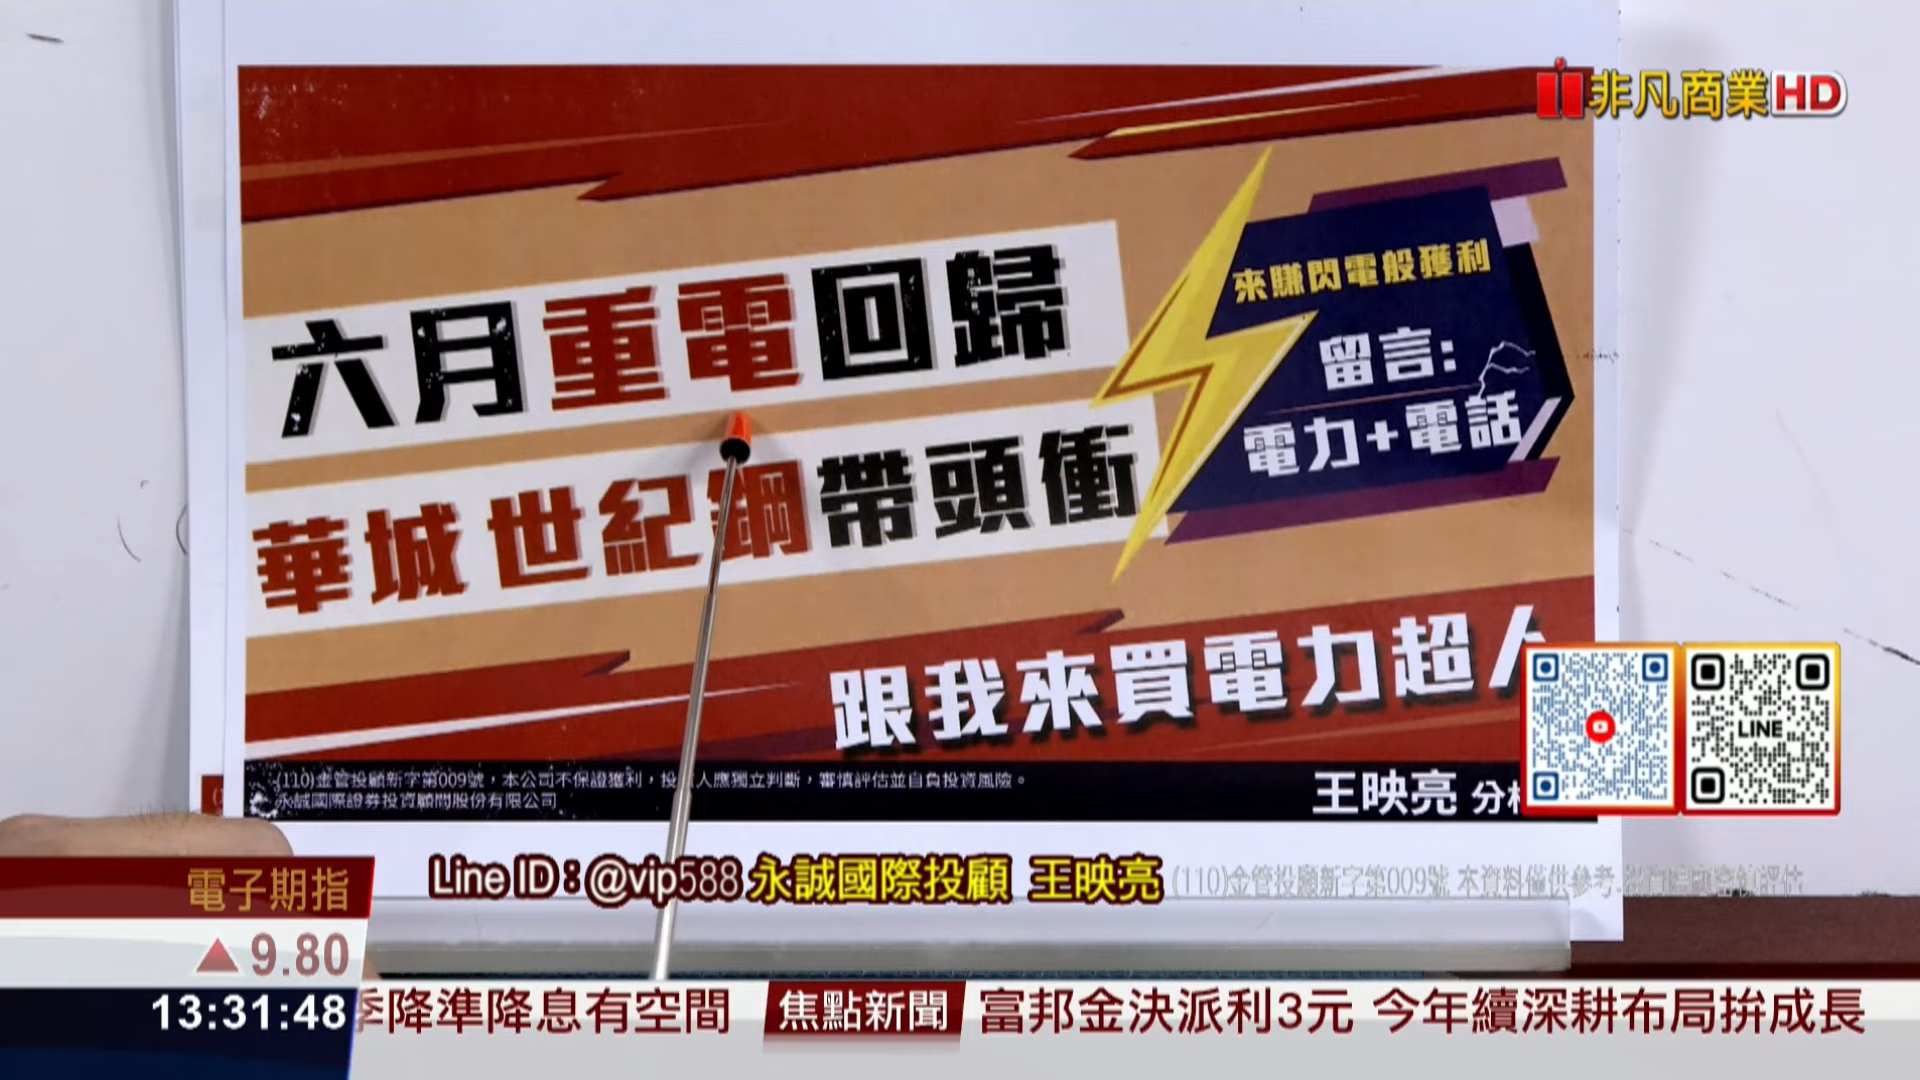 非凡商業HD
六月重電回歸
華城 世紀鋼帶頭衝
來賺閃電般獲利
留言:
電力+電話
跟我來買電力超人
(110)金管投顧新字第009號，本公司不保證獲利，投 人應獨立判斷，審慎評估並自負投資風險。
永誠國際證券投資顧問股份有限公司
王映亮 分
LINE
Line ID：@vip588 永誠國際投顧 王映亮 (110)金管投顧新字第009號 本資料僅供參考
電子期指
▲9.80
13:31:48
季降準降息有空間 焦點新聞 富邦金決派利3元 今年續深耕布局拚成長